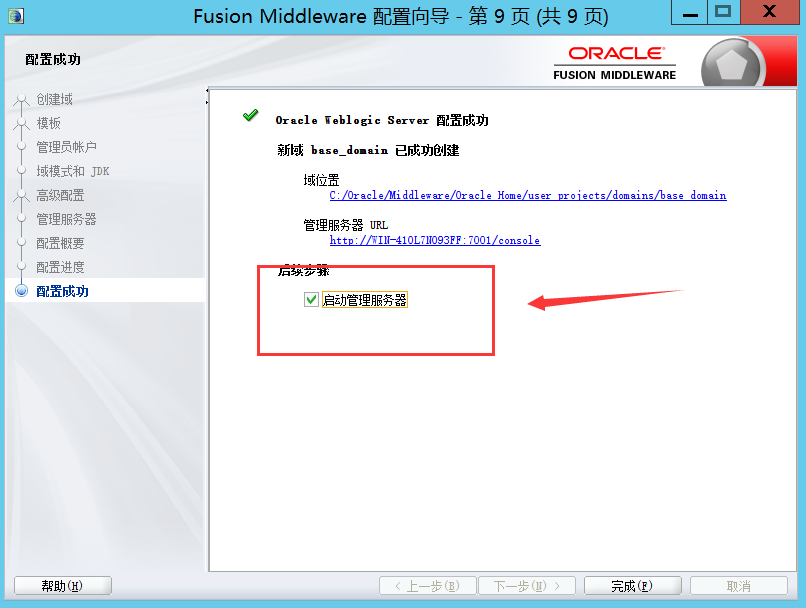 Fusion Middleware 配置向导 - 第 9 页 (共 9 页)
配置成功
ORACLE
FUSION MIDDLEWARE
创建域
模板
管理员帐户
域模式和 JDK
高级配置
管理服务器
配置概要
配置进度
配置成功
Oracle Weblogic Server 配置成功
新域 base_domain 已成功创建
域位置
C:/Oracle/Middleware/Oracle_Home/user_projects/domains/base_domain
管理服务器 URL
http://WIN-410L7N093FF:7001/console
后续步骤
启动管理服务器
帮助(H)
< 上一步(B)
下一步(N) >
完成(F)
取消